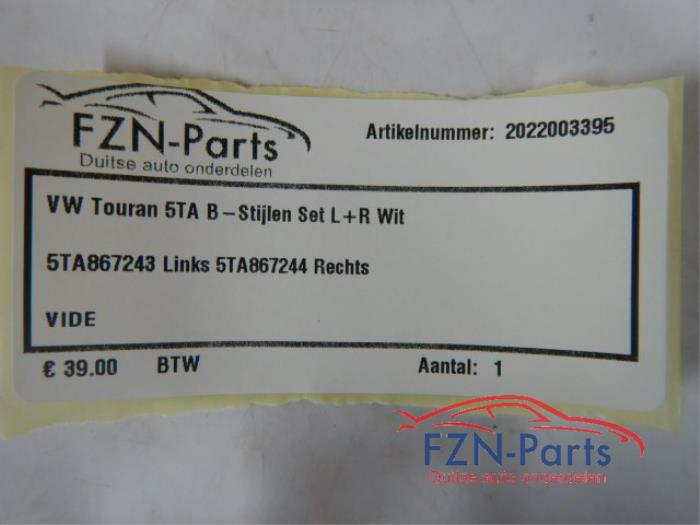 FZN-Parts
Duitse auto onderdelen
Artikelnummer: 2022003395
VW Touran 5TA B-Stijlen Set L+R Wit
5TA867243 Links 5TA867244 Rechts
VIDE
€ 39.00 BTW Aantal: 1
FZN-Parts
Duitse auto onderdelen